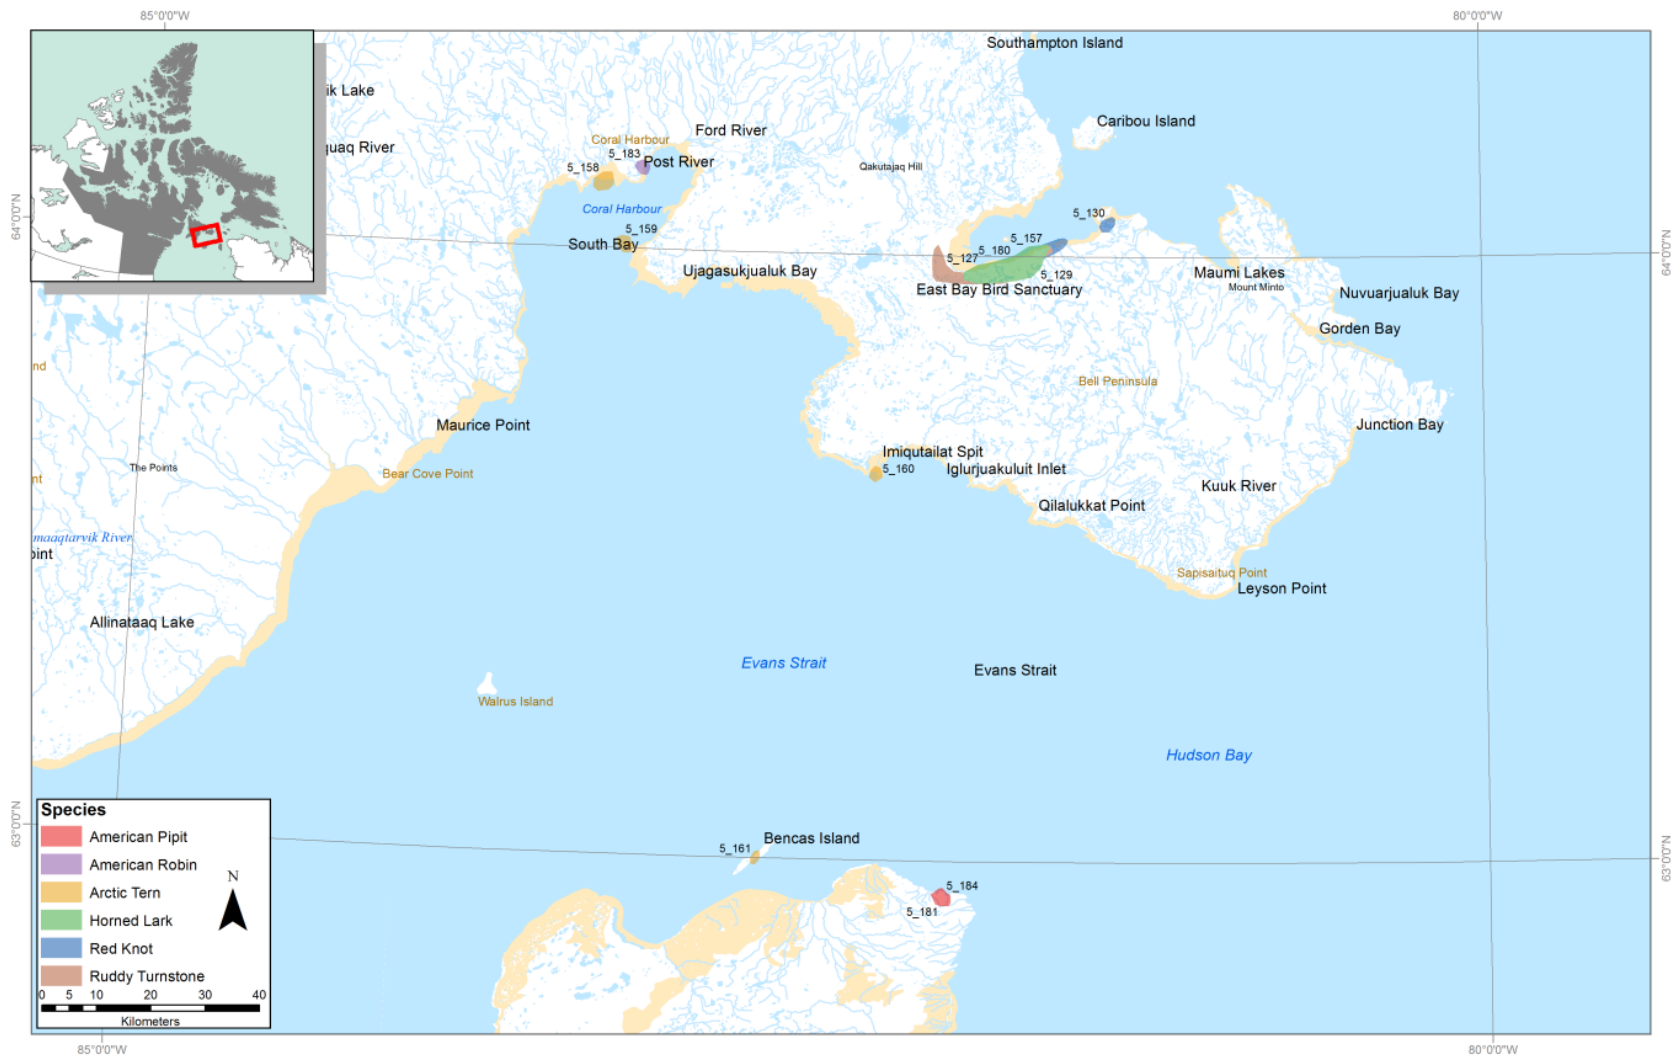 85°0'0"W
80°0'0"W
Southampton Island
ik Lake
Caribou Island
Ford River
Coral Harbour
quaq River
5_183
Post River
5_158
Qakutajaq Hill
64°0'0"N
Coral Harbour
5_130
5_159
South Bay
5_157
5_180
5_127
64°0'0"N
Ujagasukjualuk Bay
5_129
Maumi Lakes
East Bay Bird Sanctuary
Mount Minto
Nuvuarjualuk Bay
Gorden Bay
nd
Bell Peninsula
Maurice Point
Junction Bay
Imiqutailat Spit
The Points
5_160
Iglurjuakuluit Inlet
Bear Cove Point
nt
Kuuk River
Qilalukkat Point
maaqtarvik River
oint
Sapisaituq Point
Leyson Point
Allinataaq Lake
Evans Strait
Evans Strait
Walrus Island
Hudson Bay
63°0'0"N
Species
American Pipit
American Robin
Arctic Tern
Horned Lark
Red Knot
Ruddy Turnstone
N
0 5 10 20 30 40
Kilometers
Bencas Island
5_161
63°0'0"N
5_184
5_181
85°0'0"W
80°0'0"W